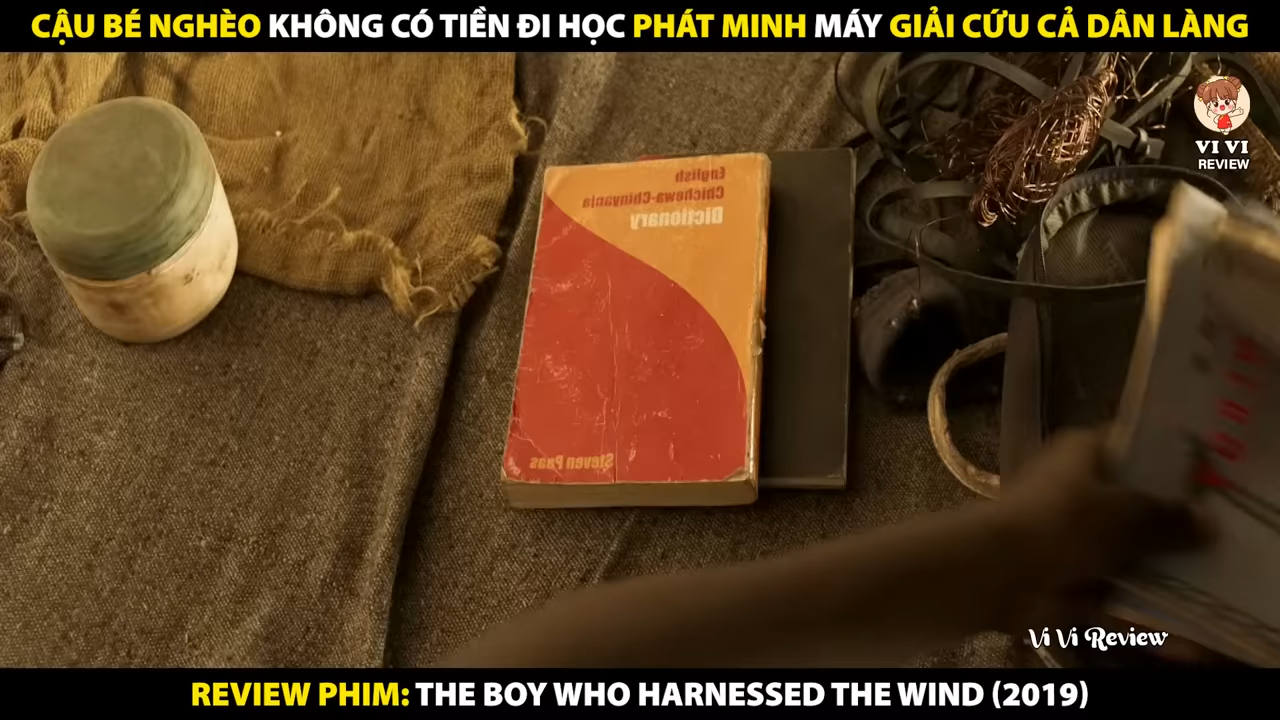 CẬU BÉ NGHÈO KHÔNG CÓ TIỀN ĐI HỌC PHÁT MINH MÁY GIẢI CỨU CẢ DÂN LÀNG
VI VI
REVIEW
English
Chichewa-Chinyanja
Dictionary
Steven Paas
Vi Vi Review
REVIEW PHIM: THE BOY WHO HARNESSED THE WIND (2019)